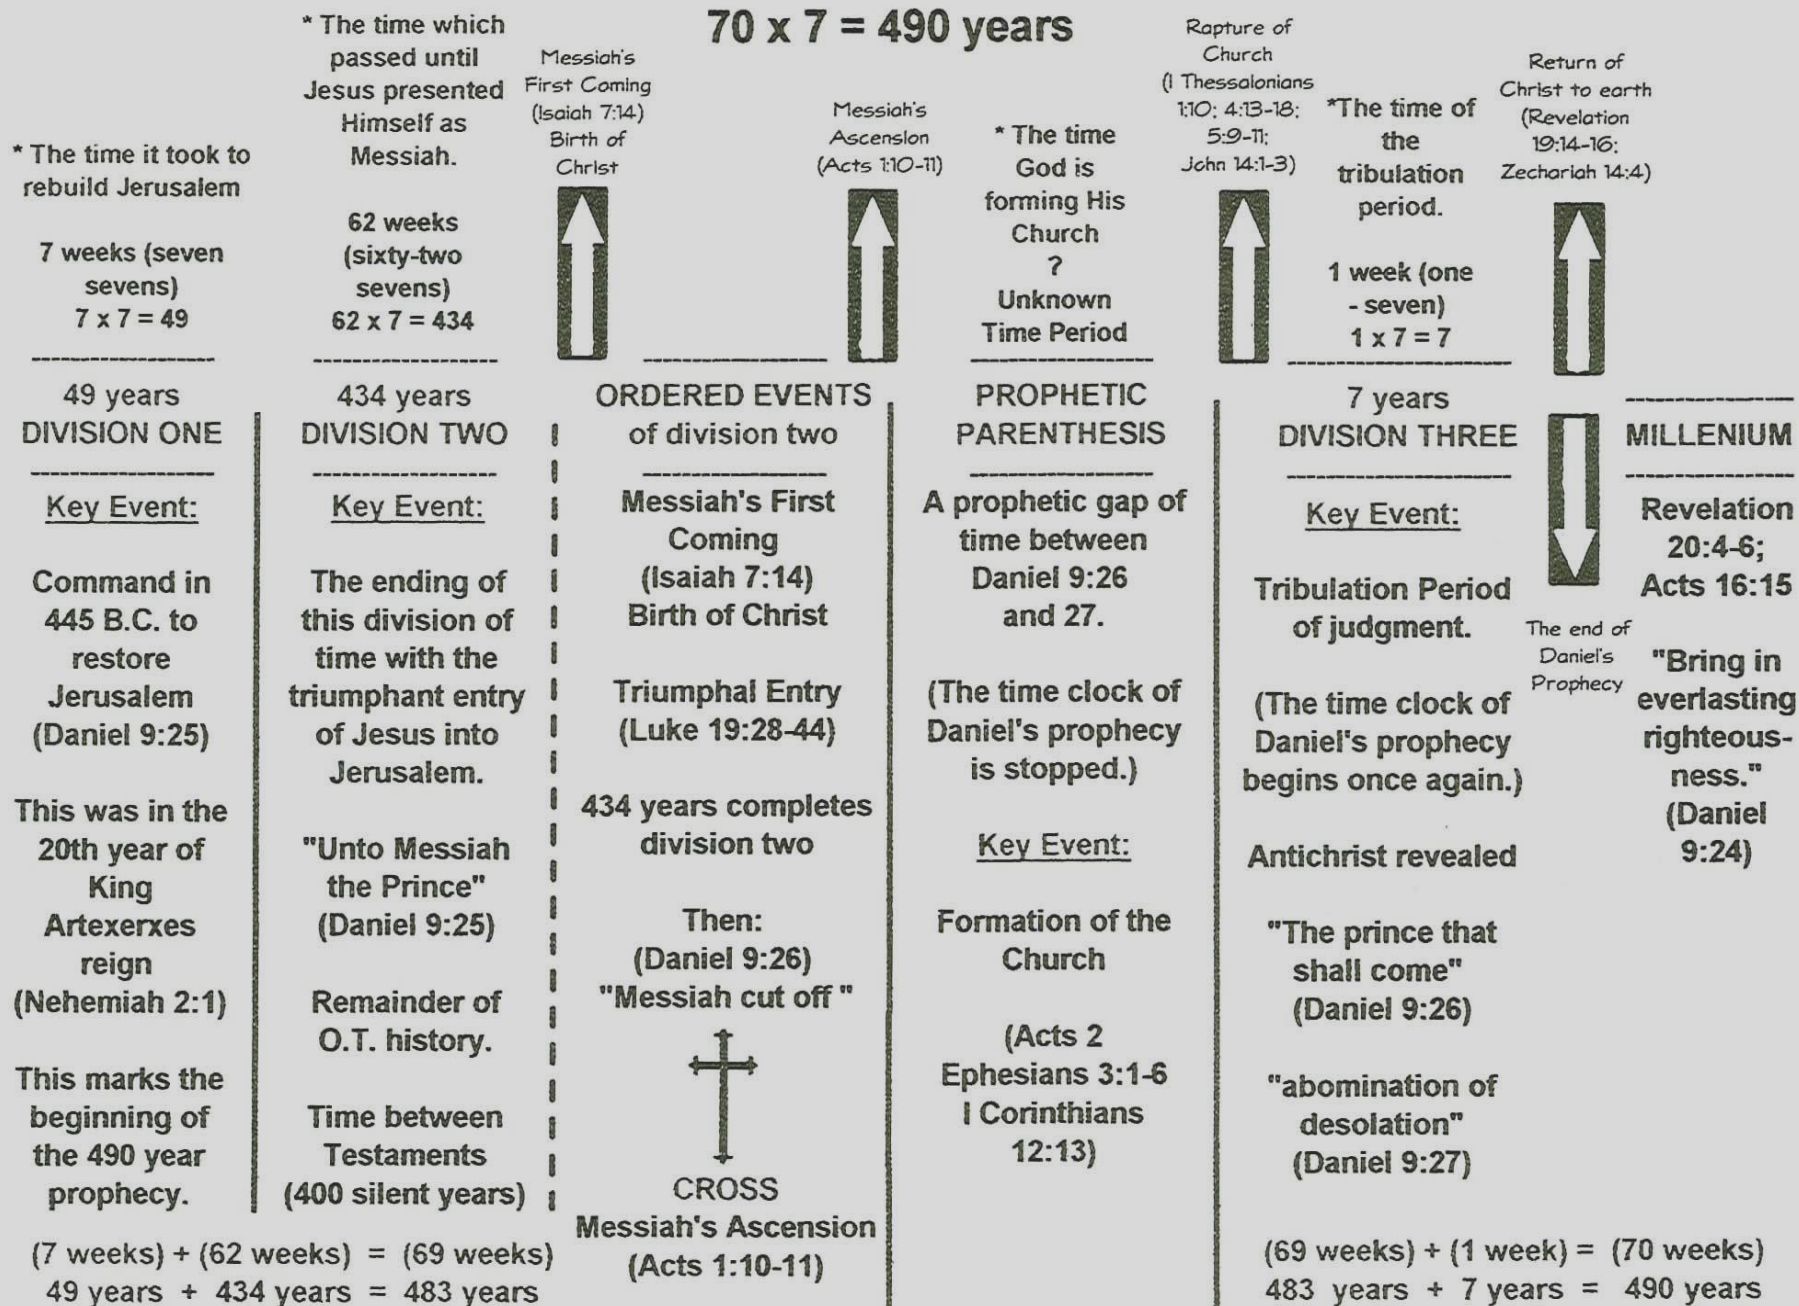 70 x 7 = 490 years
* The time it took to
rebuild Jerusalem
7 weeks (seven
sevens)
7 x 7 = 49
49 years
DIVISION ONE
Key Event:
Command in
445 B.C. to
restore
Jerusalem
(Daniel 9:25)
This was in the
20th year of
King
Artexerxes
reign
(Nehemiah 2:1)
This marks the
beginning of
the 490 year
prophecy.
* The time which
passed until
Jesus presented
Himself as
Messiah.
62 weeks
(sixty-two
sevens)
62 x 7 = 434
434 years
DIVISION TWO
Key Event:
The ending of
this division of
time with the
triumphant entry
of Jesus into
Jerusalem.
"Unto Messiah
the Prince"
(Daniel 9:25)
Remainder of
O.T. history.
Time between
Testaments
(400 silent years)
(7 weeks) + (62 weeks) = (69 weeks)
49 years + 434 years = 483 years
Messiah's
First Coming
(Isaiah 7:14)
Birth of
Christ
Messiah's
Ascension
(Acts 1:10-11)
ORDERED EVENTS
of division two
Messiah's First
Coming
(Isaiah 7:14)
Birth of Christ
Triumphal Entry
(Luke 19:28-44)
434 years completes
division two
Then:
(Daniel 9:26)
"Messiah cut off "
CROSS
Messiah's Ascension
(Acts 1:10-11)
* The time
God is
forming His
Church
?
Unknown
Time Period
PROPHETIC
PARENTHESIS
A prophetic gap of
time between
Daniel 9:26
and 27.
(The time clock of
Daniel's prophecy
is stopped.)
Key Event:
Formation of the
Church
(Acts 2
Ephesians 3:1-6
I Corinthians
12:13)
Rapture of
Church
(I Thessalonians
1:10; 4:13-18;
5:9-11;
John 14:1-3)
*The time of
the
tribulation
period.
1 week (one
- seven)
1 x 7 = 7
7 years
DIVISION THREE
Key Event:
Tribulation Period
of judgment.
(The time clock of
Daniel's prophecy
begins once again.)
Antichrist revealed
"The prince that
shall come"
(Daniel 9:26)
"abomination of
desolation"
(Daniel 9:27)
(69 weeks) + (1 week) = (70 weeks)
483 years + 7 years = 490 years
Return of
Christ to earth
(Revelation
19:14-16;
Zechariah 14:4)
The end of
Daniel's
Prophecy
MILLENIUM
Revelation
20:4-6;
Acts 16:15
"Bring in
everlasting
righteous-
ness."
(Daniel
9:24)